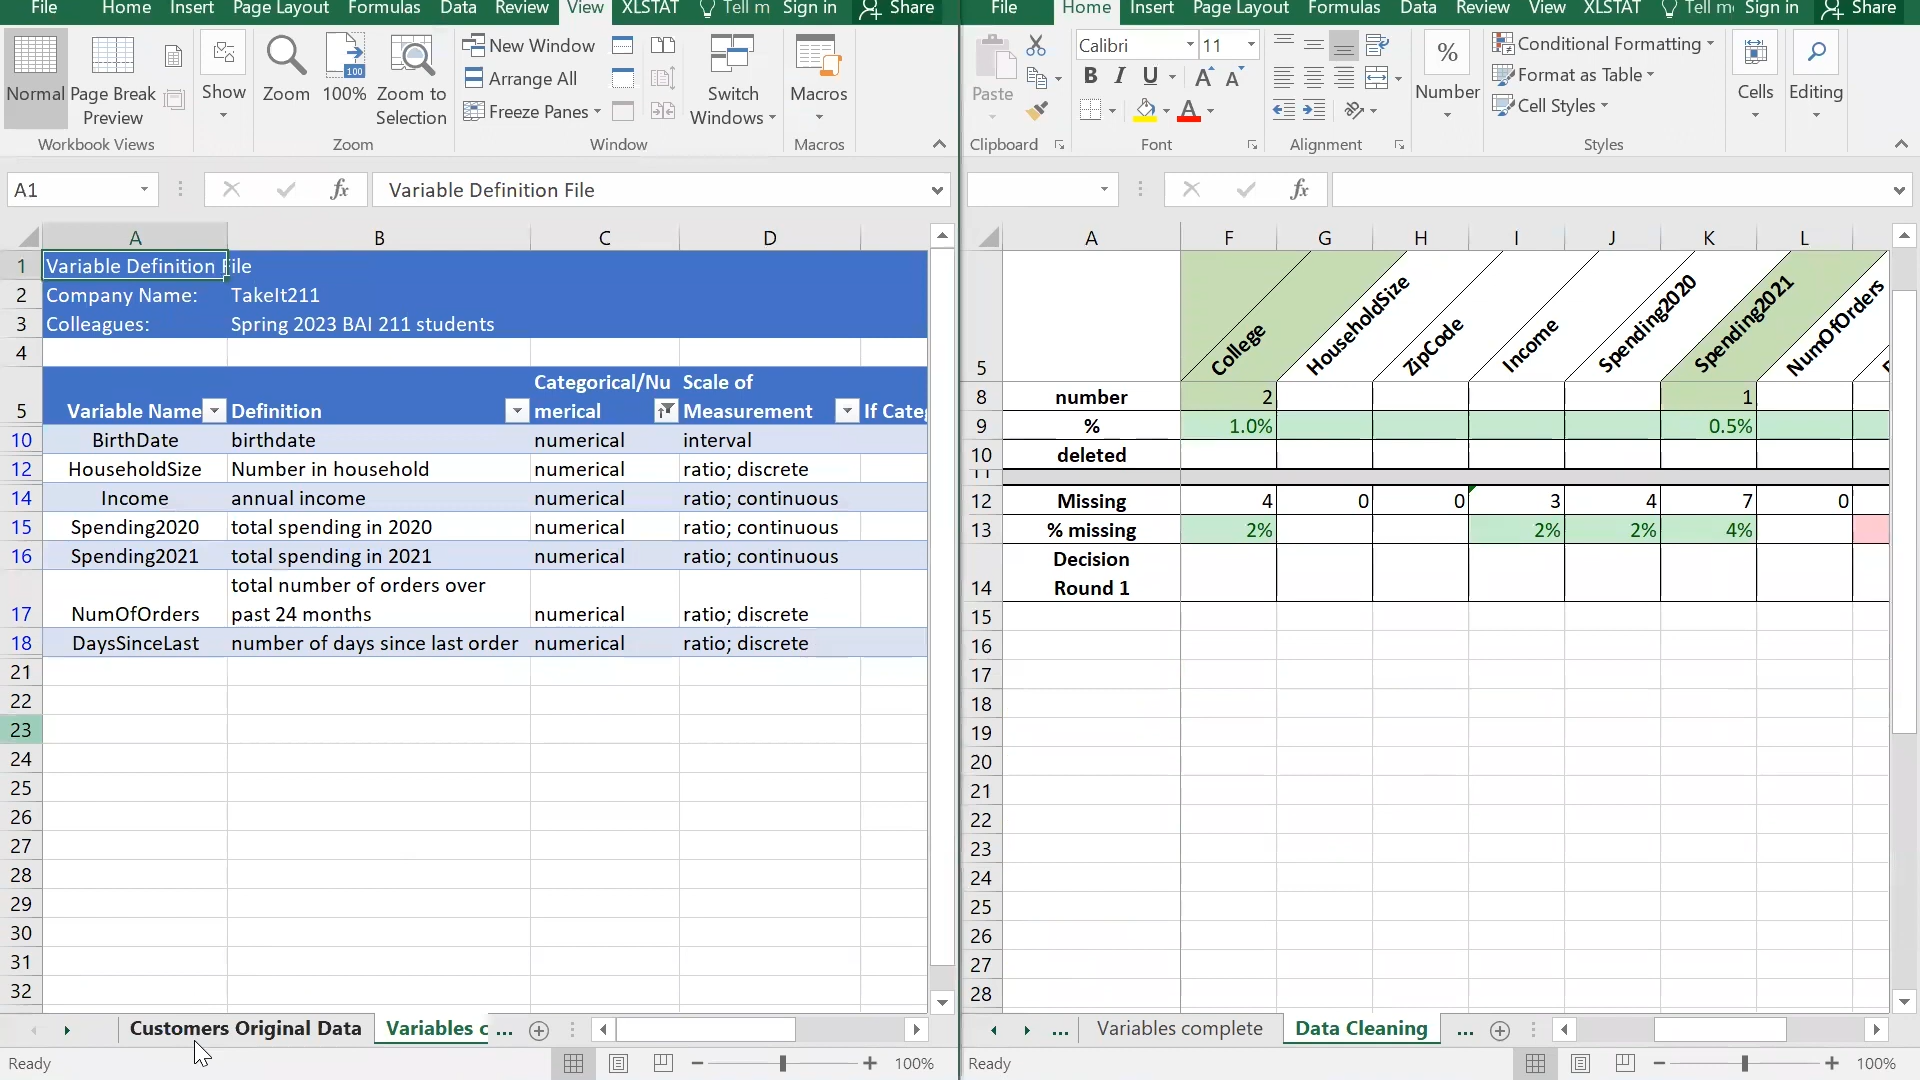 File Home Insert Page Layout Formulas Data Review View XLSTAT Tell m Sign in Share
Normal Page Break Preview Show Zoom 100% Zoom to Selection New Window Switch Windows Macros
100
Arrange All
Freeze Panes
Workbook Views Zoom Window Macros
A1 fx Variable Definition File
A B C D
1 Variable Definition File
2 Company Name: TakeIt211
3 Colleagues: Spring 2023 BAI 211 students
4
Categorical/Nu Scale of
5 Variable Name Definition merical Measurement If Categ
10 BirthDate birthdate numerical interval
12 HouseholdSize Number in household numerical ratio; discrete
14 Income annual income numerical ratio; continuous
15 Spending2020 total spending in 2020 numerical ratio; continuous
16 Spending2021 total spending in 2021 numerical ratio; continuous
total number of orders over
17 NumOfOrders past 24 months numerical ratio; discrete
18 DaysSinceLast number of days since last order numerical ratio; discrete
21
22
23
24
25
26
27
28
29
30
31
32
Customers Original Data Variables c ...
Ready 100%
File Home Insert Page Layout Formulas Data Review View XLSTAT Tell m Sign in Share
Paste Calibri 11 % Number Conditional Formatting Cells Editing
B I U A A Format as Table
A ab Cell Styles
Clipboard Font Alignment Styles
fx
A F G H I J K L
5 College HouseholdSize ZipCode Income Spending2020 Spending2021 NumOfOrders
8 number 2 1
9 % 1.0% 0.5%
10 deleted
11
12 Missing 4 0 0 3 4 7 0
13 % missing 2% 2% 2% 4%
Decision
14 Round 1
15
16
17
18
19
20
21
22
23
24
25
26
27
28
... Variables complete Data Cleaning ...
Ready 100%